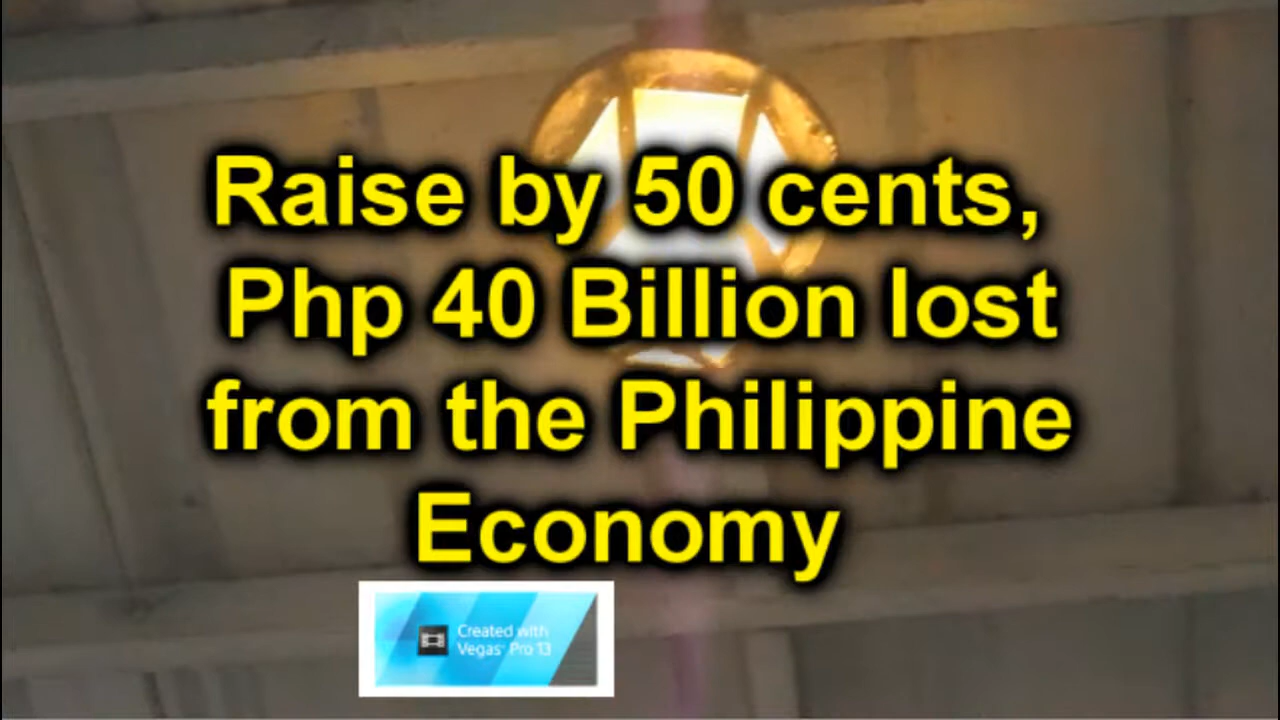 Raise by 50 cents,
Php 40 Billion lost
from the Philippine
Economy
Created with
Vegas Pro 13